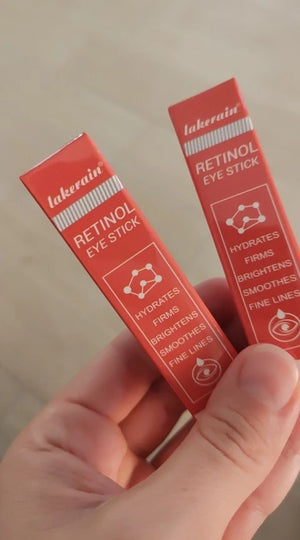 lakerain®
RETINOL
EYE STICK
HYDRATES
FIRMS
BRIGHTENS
SMOOTHES
FINE LINES
lakerain®
RETINOL
EYE STICK
HYDRATES
FIRMS
BRIGHTENS
SMOOTHES
FINE LINES